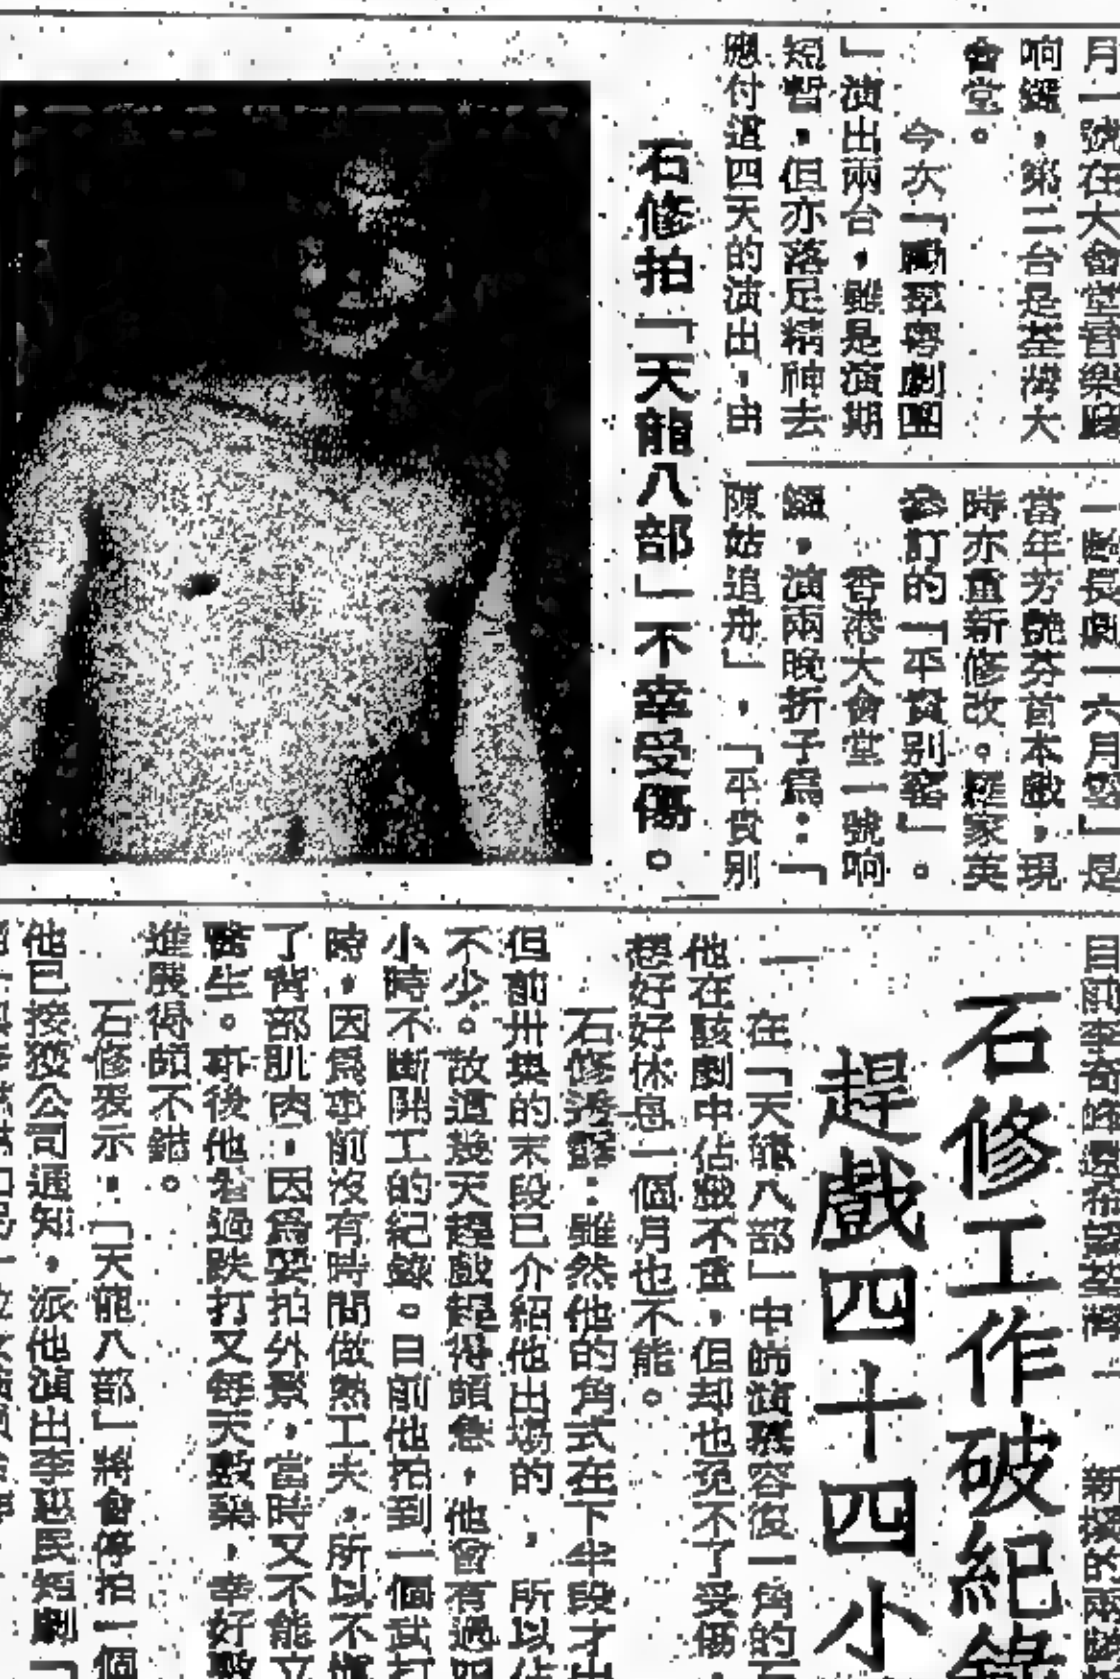 月一號在大會堂音樂廳
响鑼，第二台是荃灣大
會堂。
今次「勵羣粵劇團
」演出兩台，雖是演期
短暫，但亦落足精神去
應付這四天的演出，由
一斷長與一六月雪」是
當年芳艷芬首本戲，現
時亦重新修改。羅家英
參訂的「平貴別窰」。
香港大會堂一號响
鑼，演兩晚折子爲：「
陳姑追舟」，「平貴別
石修拍「天龍八部」不幸受傷。
石修工作破紀錄
趕戲四十四小
在「天龍八部」中飾演慕容復一角的石
他在該劇中佔戲不重，但却也免不了受傷，
想好好休息一個月也不能。
石修透露：雖然他的角式在下半段才出
但前卅集的末段已介紹他出場的，所以佔
不少。故這幾天趕戲趕得頗急，他曾有過四
小時不斷開工的紀錄。目前他拍到一個武打
時，因爲事前沒有時間做熱工夫，所以不慎
了背部肌肉，因爲要拍外景，當時又不能立
醫生。事後他看過跌打又每天敷藥，幸好
進展得頗不錯。
石修表示：「天龍八部」將會停拍一個
他已接獲公司通知，派他演出李惠民短劇「